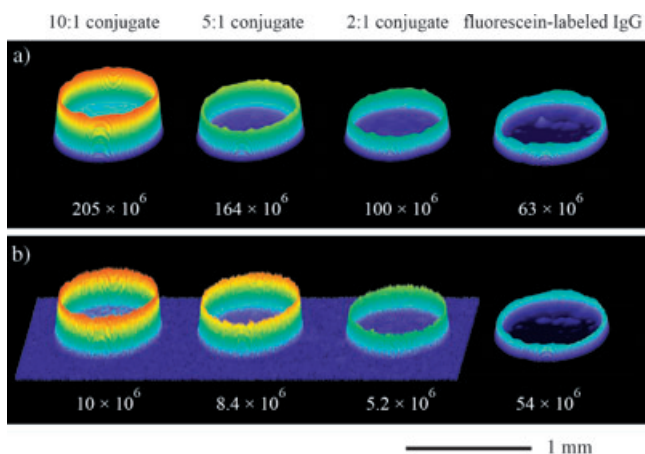 10:1 conjugate 5:1 conjugate 2:1 conjugate fluorescein-labeled IgG
a)
205 × 10⁶ 164 × 10⁶ 100 × 10⁶ 63 × 10⁶
b)
10 × 10⁶ 8.4 × 10⁶ 5.2 × 10⁶ 54 × 10⁶
1 mm